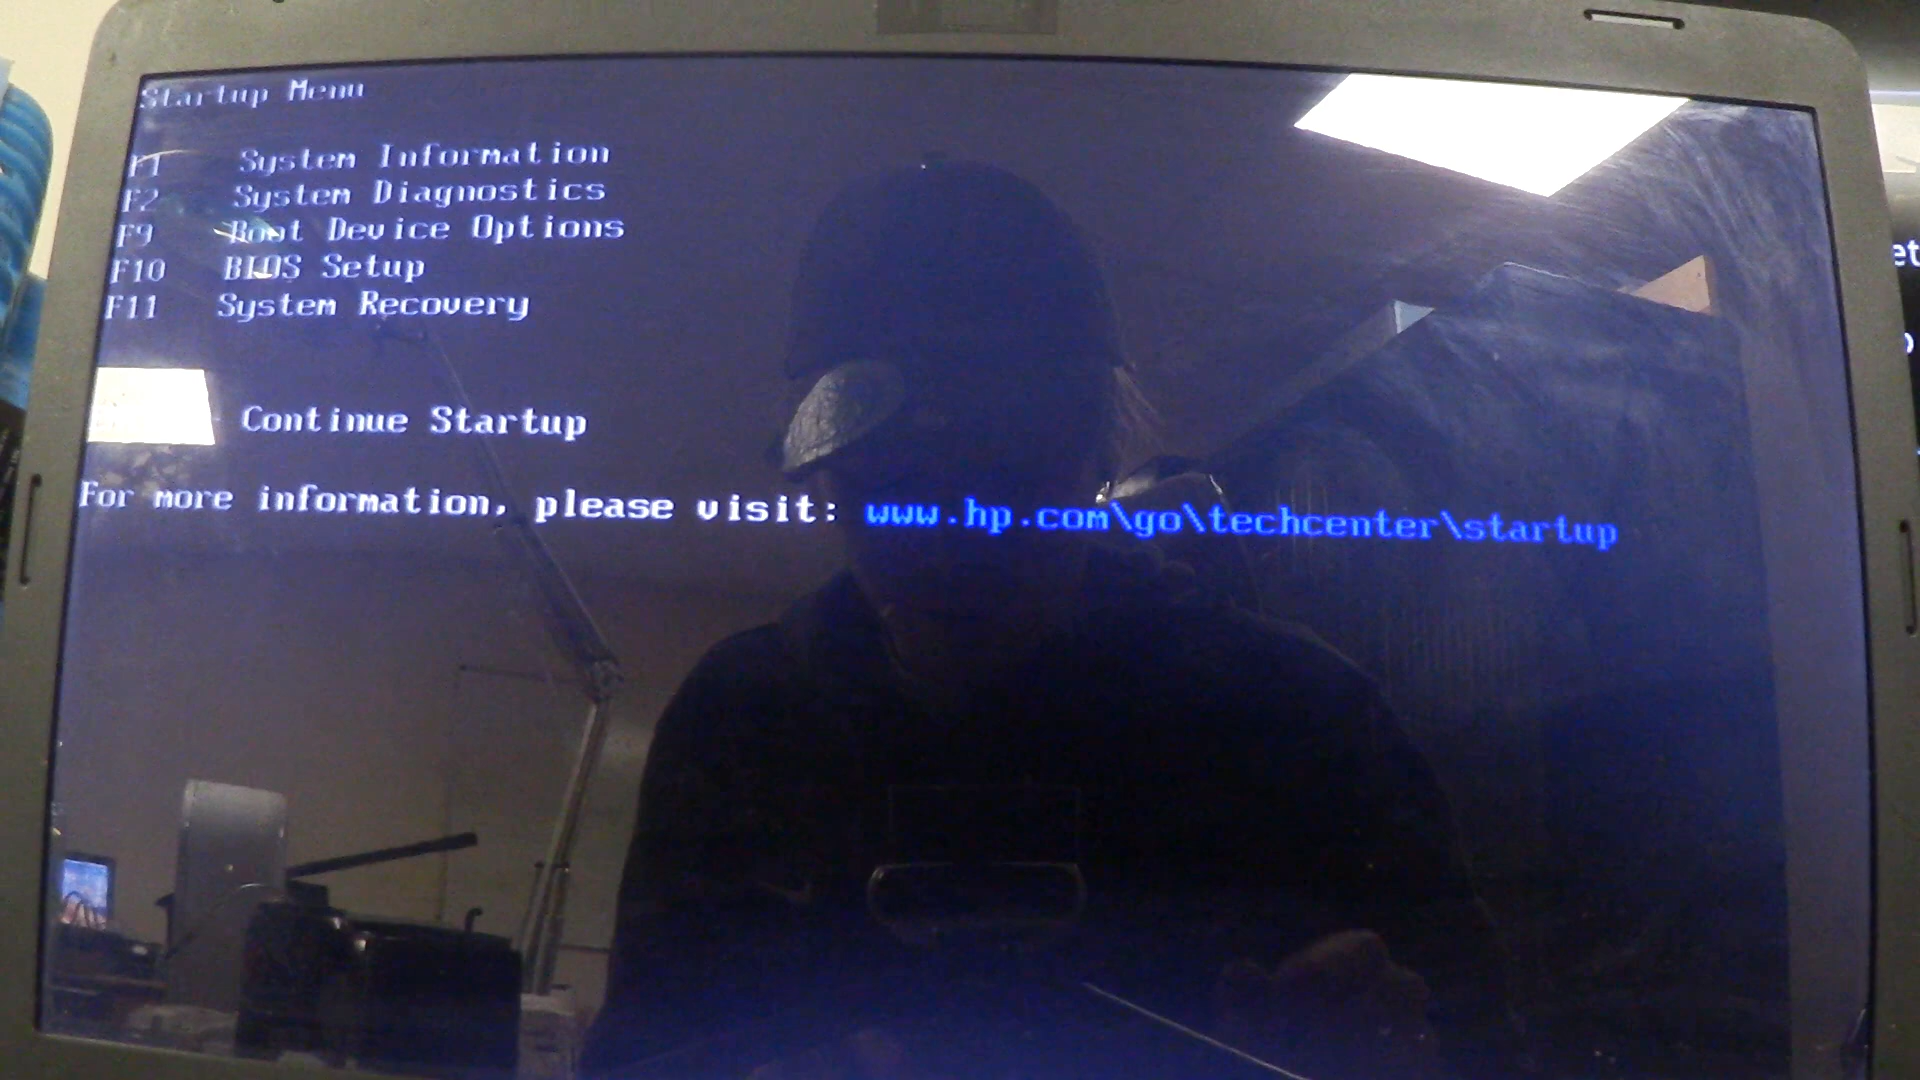 Startup Menu
F1 System Information
F2 System Diagnostics
F9 Boot Device Options
F10 BIOS Setup
F11 System Recovery
Continue Startup
For more information, please visit: www.hp.com\go\techcenter\startup
et